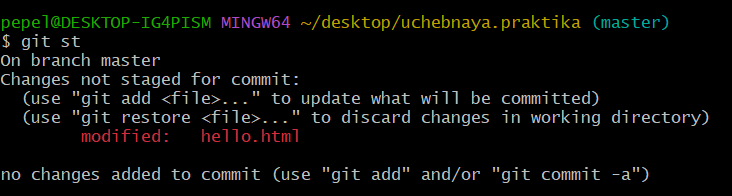 pepel@DESKTOP-IG4PISM MINGW64 ~/desktop/uchebnaya.praktika (master)
$ git st
On branch master
Changes not staged for commit:
  (use "git add <file>..." to update what will be committed)
  (use "git restore <file>..." to discard changes in working directory)
        modified:   hello.html

no changes added to commit (use "git add" and/or "git commit -a")